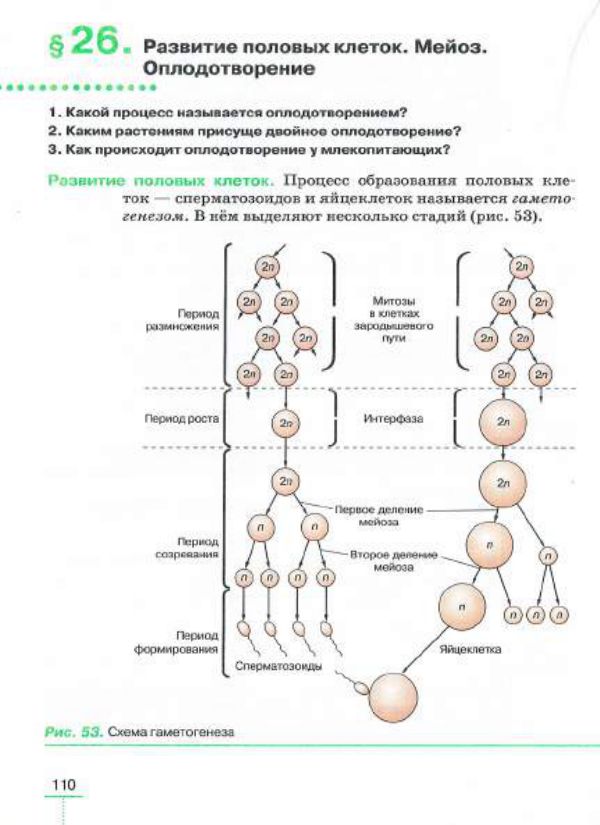 § 26. Развитие половых клеток. Мейоз.
Оплодотворение
1. Какой процесс называется оплодотворением?
2. Каким растениям присуще двойное оплодотворение?
3. Как происходит оплодотворение у млекопитающих?
Развитие половых клеток. Процесс образования половых кле-
ток — сперматозоидов и яйцеклеток называется гамето-
генезом. В нём выделяют несколько стадий (рис. 53).
2n 2n
2n 2n 2n 2n
Период
размножения
Митозы
в клетках
зародышевого
пути
2n 2n 2n 2n
2n 2n 2n 2n
Период роста 2n Интерфаза 2n
2n 2n
Первое деление
мейоза
n n n n
Период
созревания
Второе деление
мейоза
n n n n n n n n
Период
формирования
Сперматозоиды
Яйцеклетка
Рис. 53. Схема гаметогенеза
110